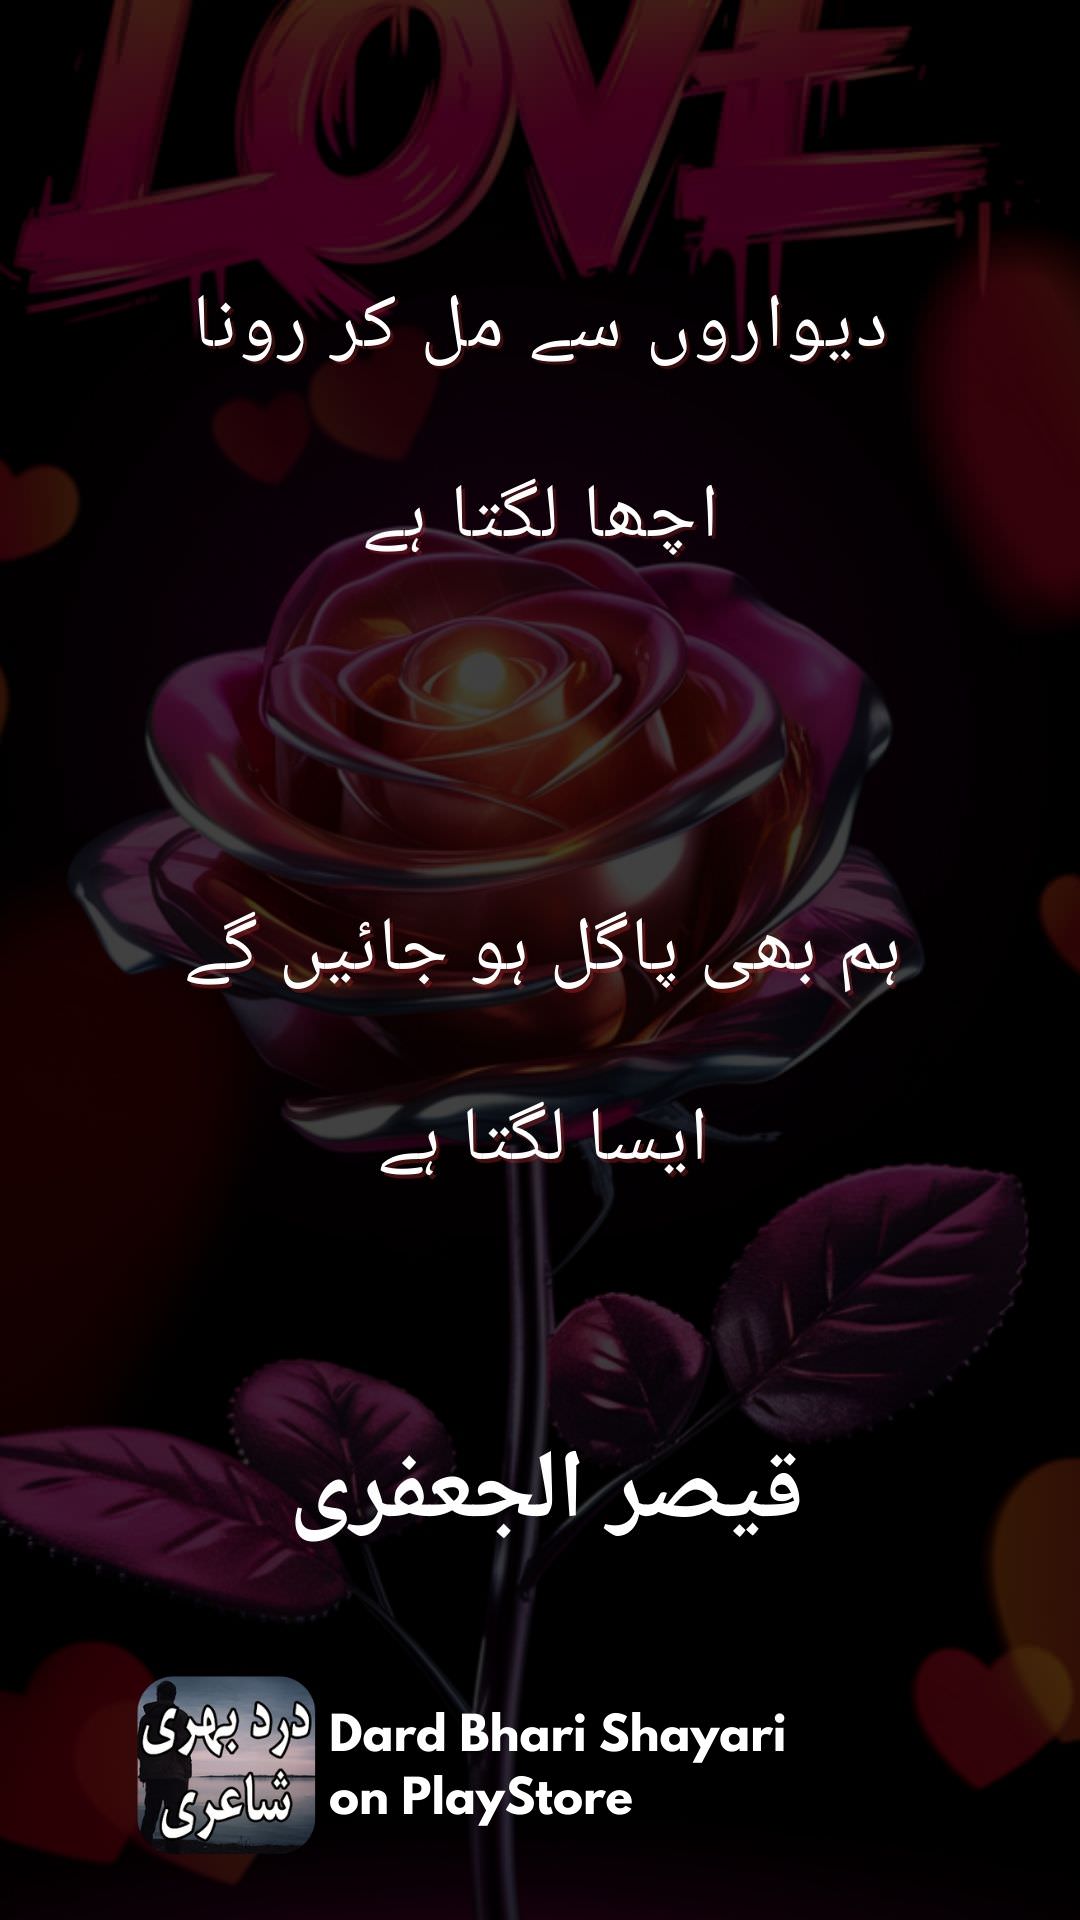 LOVE
دیواروں سے مل کر رونا
اچھا لگتا ہے
ہم بھی پاگل ہو جائیں گے
ایسا لگتا ہے
قیصر الجعفری
درد بھری
شاعری
Dard Bhari Shayari
on PlayStore